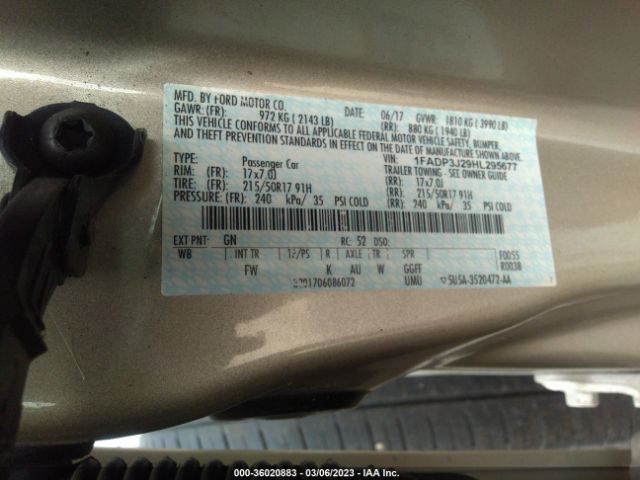 MFD. BY FORD MOTOR CO.
DATE: 06/17 GVWR: 1810 KG ( 3990 LB)
GAWR: (FR): 972 KG ( 2143 LB) (RR): 880 KG ( 1940 LB)
THIS VEHICLE CONFORMS TO ALL APPLICABLE FEDERAL MOTOR VEHICLE SAFETY, BUMPER,
AND THEFT PREVENTION STANDARDS IN EFFECT ON THE DATE OF MANUFACTURE SHOWN ABOVE.
VIN: 1FADP3J29HL295677
TYPE: Passenger Car TRAILER TOWING - SEE OWNER GUIDE
RIM: (FR): 17x7.0J (RR): 17x7.0J
TIRE: (FR): 215/50R17 91H (RR): 215/50R17 91H
PRESSURE: (FR): 240 kPa/ 35 PSI COLD (RR): 240 kPa/ 35 PSI COLD
EXT PNT: GN RC: 52 DSO:
WB INT TR TP/PS R AXLE TR SPR F0055
FW K AU W GGFF R0038
UMU 5U5A-3520472-AA
000-36020883 - 03/06/2023 - IAA Inc.